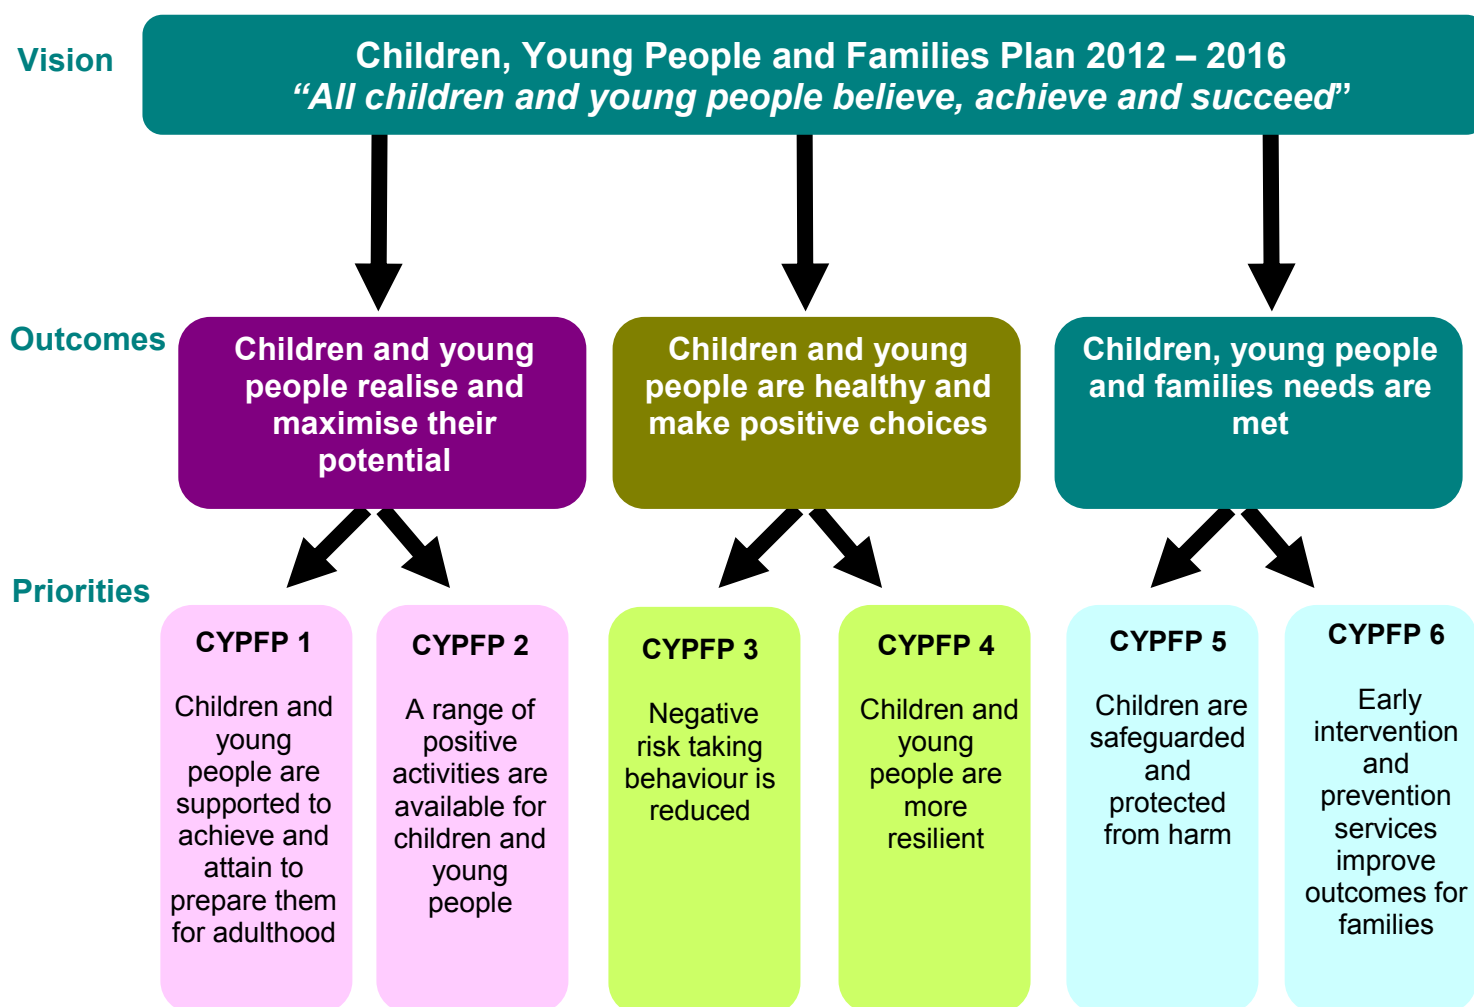 Vision
Children, Young People and Families Plan 2012 – 2016
“All children and young people believe, achieve and succeed”
Outcomes
Children and young
people realise and
maximise their
potential
Children and young
people are healthy and
make positive choices
Children, young people
and families needs are
met
Priorities
CYPFP 1
Children and
young
people are
supported to
achieve and
attain to
prepare them
for adulthood
CYPFP 2
A range of
positive
activities are
available for
children and
young
people
CYPFP 3
Negative
risk taking
behaviour is
reduced
CYPFP 4
Children and
young
people are
more
resilient
CYPFP 5
Children are
safeguarded
and
protected
from harm
CYPFP 6
Early
intervention
and
prevention
services
improve
outcomes for
families